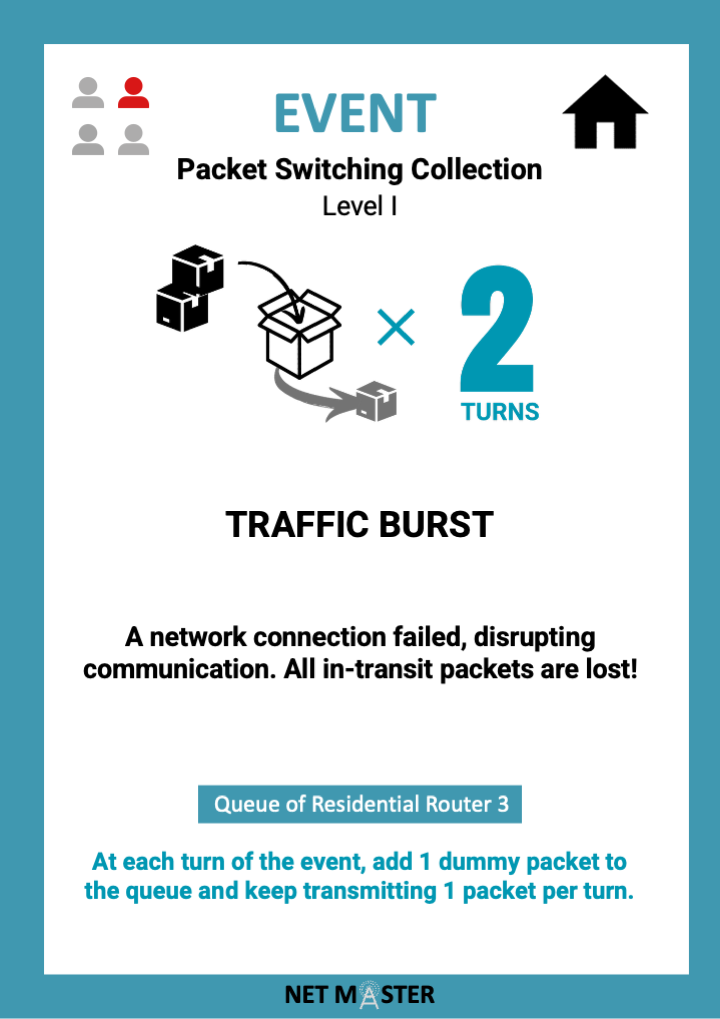 EVENT
Packet Switching Collection
Level I
× 2
TURNS
TRAFFIC BURST
A network connection failed, disrupting
communication. All in-transit packets are lost!
Queue of Residential Router 3
At each turn of the event, add 1 dummy packet to
the queue and keep transmitting 1 packet per turn.
NET MASTER